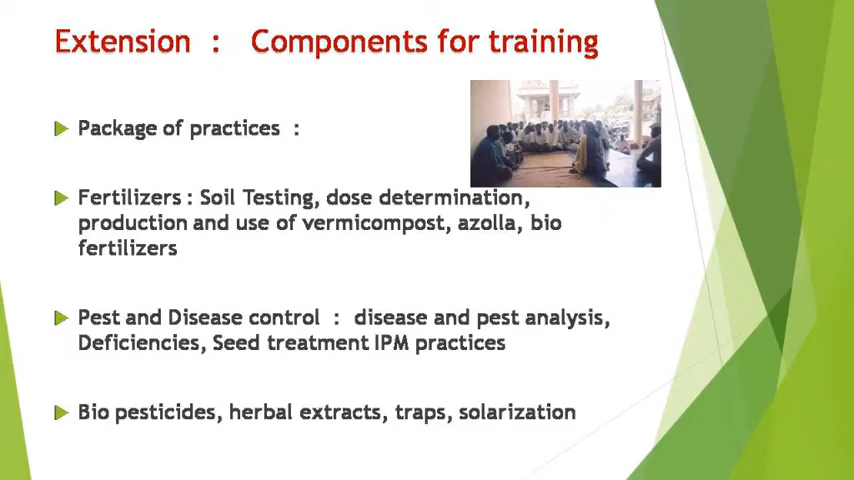 Extension : Components for training
Package of practices :
Fertilizers : Soil Testing, dose determination,
production and use of vermicompost, azolla, bio
fertilizers
Pest and Disease control : disease and pest analysis,
Deficiencies, Seed treatment IPM practices
Bio pesticides, herbal extracts, traps, solarization